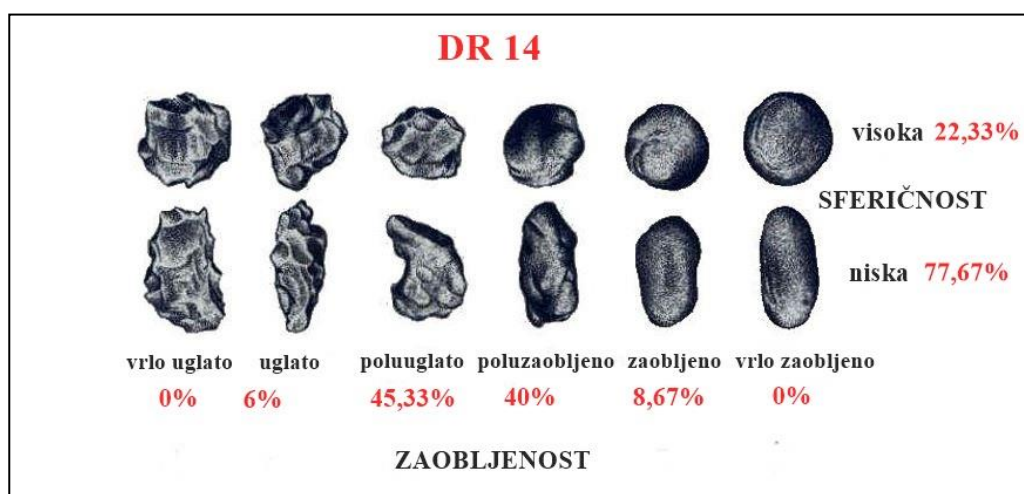 DR 14
visoka 22,33%
SFERIČNOST
niska 77,67%
vrlo uglato uglato poluuglato poluzaobljeno zaobljeno vrlo zaobljeno
0% 6% 45,33% 40% 8,67% 0%
ZAOBLJENOST